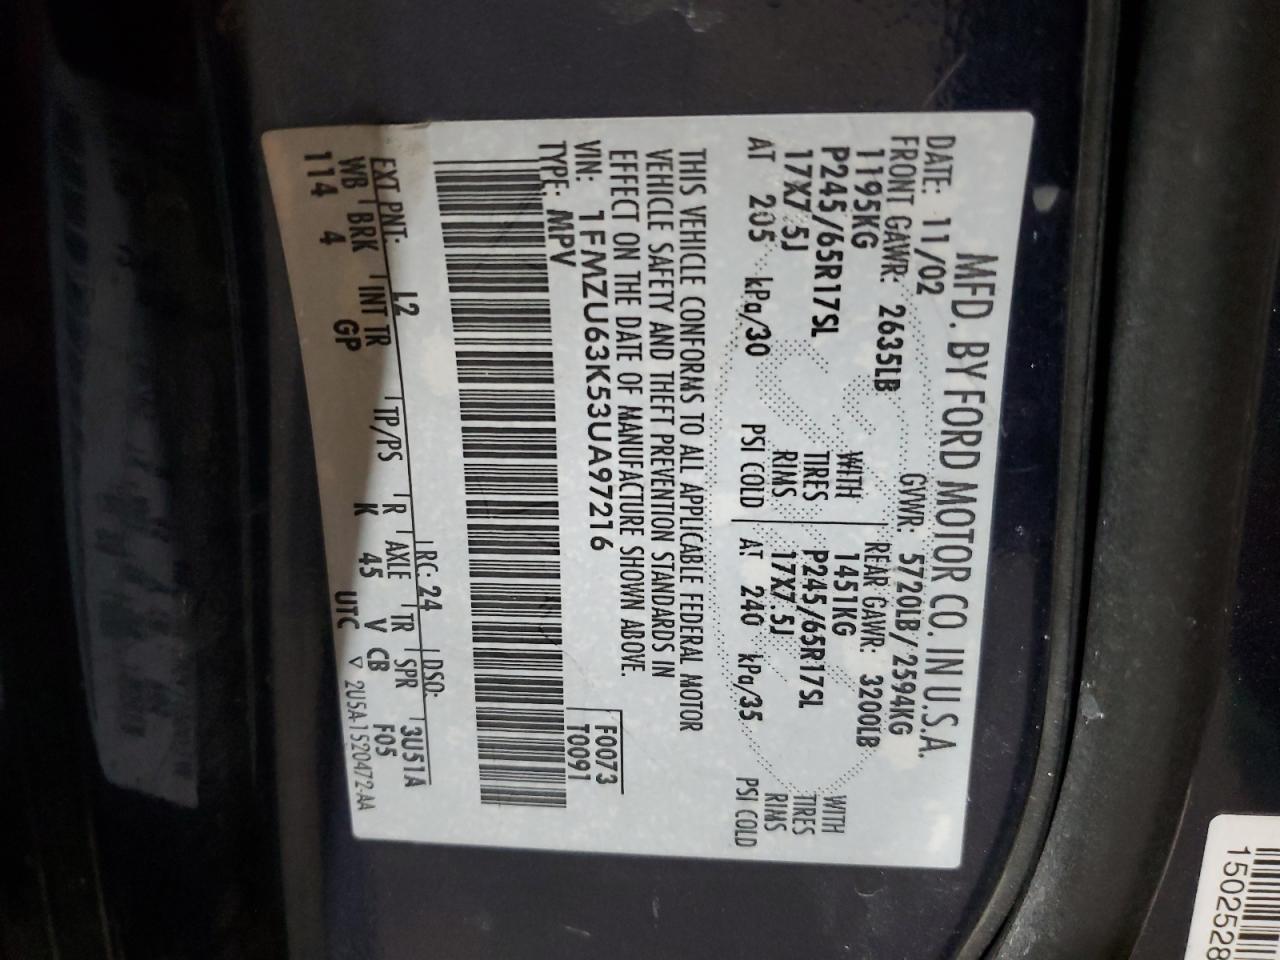 MFD. BY FORD MOTOR CO. IN U.S.A.
DATE: 11/02 GVWR: 5720LB/2594KG
FRONT GAWR: 2635LB REAR GAWR: 3200LB
1195KG WITH 1451KG WITH
P245/65R17SL TIRES P245/65R17SL TIRES
17X7.5J RIMS 17X7.5J RIMS
AT 205 kPa/30 PSI COLD AT 240 kPa/35 PSI COLD
THIS VEHICLE CONFORMS TO ALL APPLICABLE FEDERAL MOTOR
VEHICLE SAFETY AND THEFT PREVENTION STANDARDS IN
EFFECT ON THE DATE OF MANUFACTURE SHOWN ABOVE.
VIN: 1FMZU63K53UA97216 F0073
TYPE: MPV T0091
EXT PNT: L2 RC: 24 DSO: 3U51A
WB BRK INT TR TP/PS R AXLE TR SPR F05
114 4 GP K 45 V CB
UTC ▽ 2U5A-1520472-AA
1502528